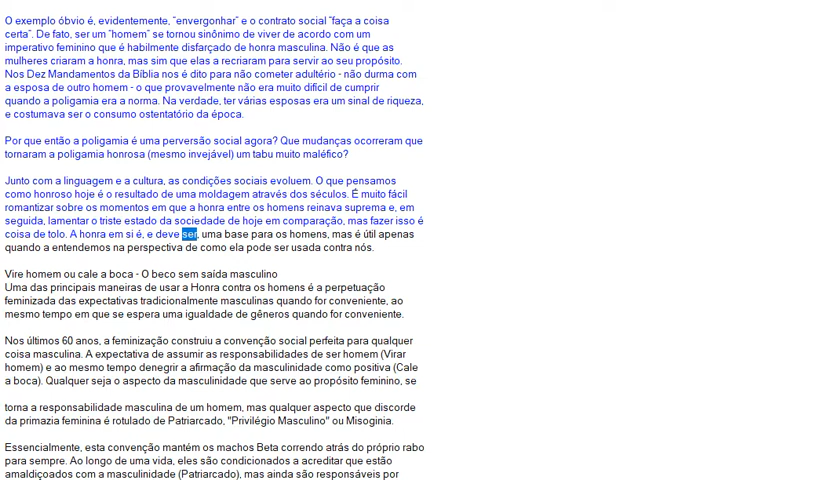 O exemplo óbvio é, evidentemente, "envergonhar" e o contrato social "faça a coisa
certa". De fato, ser um "homem" se tornou sinônimo de viver de acordo com um
imperativo feminino que é habilmente disfarçado de honra masculina. Não é que as
mulheres criaram a honra, mas sim que elas a recriaram para servir ao seu propósito.
Nos Dez Mandamentos da Bíblia nos é dito para não cometer adultério - não durma com
a esposa de outro homem - o que provavelmente não era muito difícil de cumprir
quando a poligamia era a norma. Na verdade, ter várias esposas era um sinal de riqueza,
e costumava ser o consumo ostentatório da época.
Por que então a poligamia é uma perversão social agora? Que mudanças ocorreram que
tornaram a poligamia honrosa (mesmo invejável) um tabu muito maléfico?
Junto com a linguagem e a cultura, as condições sociais evoluem. O que pensamos
como honroso hoje é o resultado de uma moldagem através dos séculos. É muito fácil
romantizar sobre os momentos em que a honra entre os homens reinava suprema e, em
seguida, lamentar o triste estado da sociedade de hoje em comparação, mas fazer isso é
coisa de tolo. A honra em si é, e deve ser, uma base para os homens, mas é útil apenas
quando a entendemos na perspectiva de como ela pode ser usada contra nós.
Vire homem ou cale a boca - O beco sem saída masculino
Uma das principais maneiras de usar a Honra contra os homens é a perpetuação
feminizada das expectativas tradicionalmente masculinas quando for conveniente, ao
mesmo tempo em que se espera uma igualdade de gêneros quando for conveniente.
Nos últimos 60 anos, a feminização construiu a convenção social perfeita para qualquer
coisa masculina. A expectativa de assumir as responsabilidades de ser homem (Virar
homem) e ao mesmo tempo denegrir a afirmação da masculinidade como positiva (Cale
a boca). Qualquer seja o aspecto da masculinidade que serve ao propósito feminino, se
torna a responsabilidade masculina de um homem, mas qualquer aspecto que discorde
da primazia feminina é rotulado de Patriarcado, "Privilégio Masculino" ou Misoginia.
Essencialmente, esta convenção mantém os machos Beta correndo atrás do próprio rabo
para sempre. Ao longo de uma vida, eles são condicionados a acreditar que estão
amaldiçoados com a masculinidade (Patriarcado), mas ainda são responsáveis por